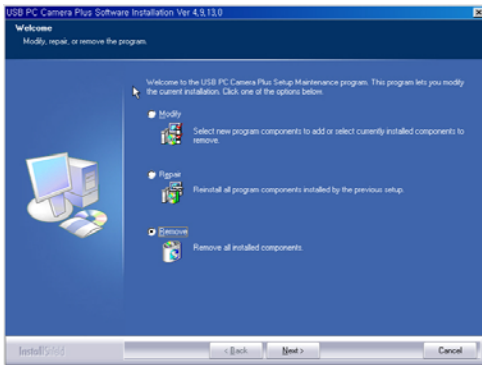 USB PC Camera Plus Software Installation Ver 4,9,13,0
Welcome
Modify, repair, or remove the program.
Welcome to the USB PC Camera Plus Setup Maintenance program. This program lets you modify
the current installation. Click one of the options below.
Modify
Select new program components to add or select currently installed components to
remove.
Repair
Reinstall all program components installed by the previous setup.
Remove
Remove all installed components.
InstallShield
< Back
Next >
Cancel